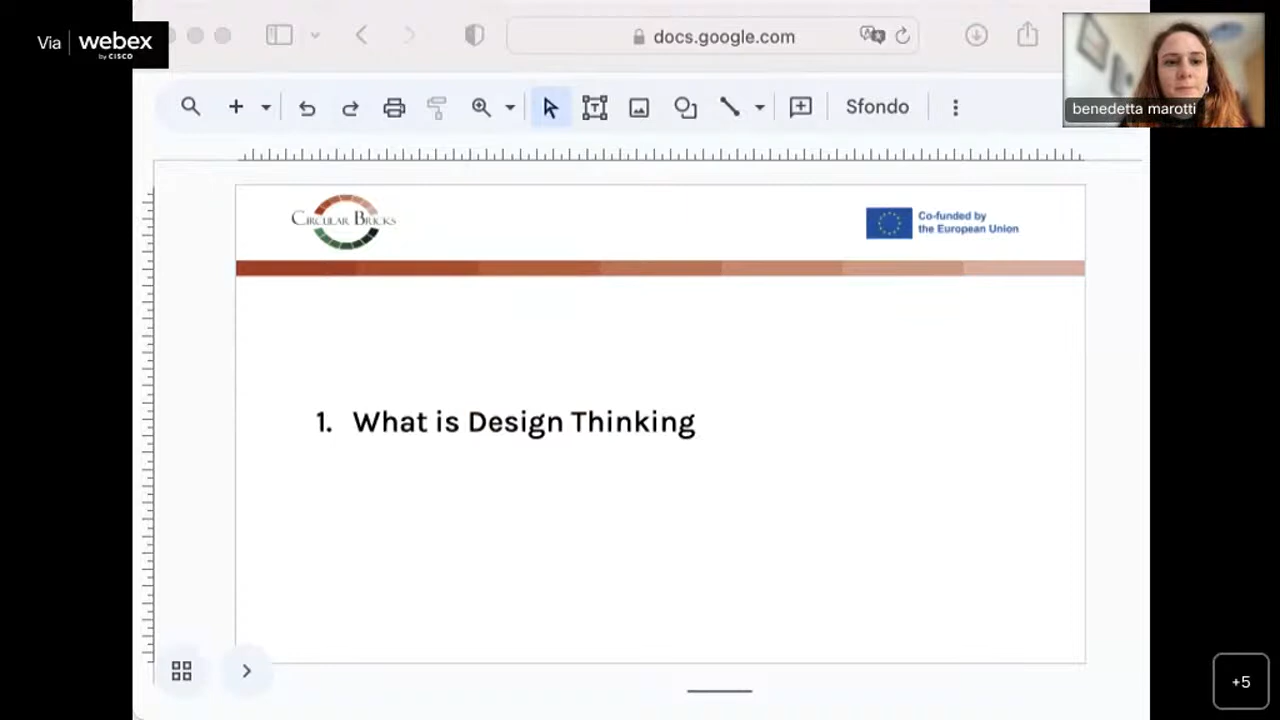 Via webex
by CISCO
docs.google.com
benedetta marotti
Sfondo
CIRCULAR BRICKS
Co-funded by
the European Union
1. What is Design Thinking
+5